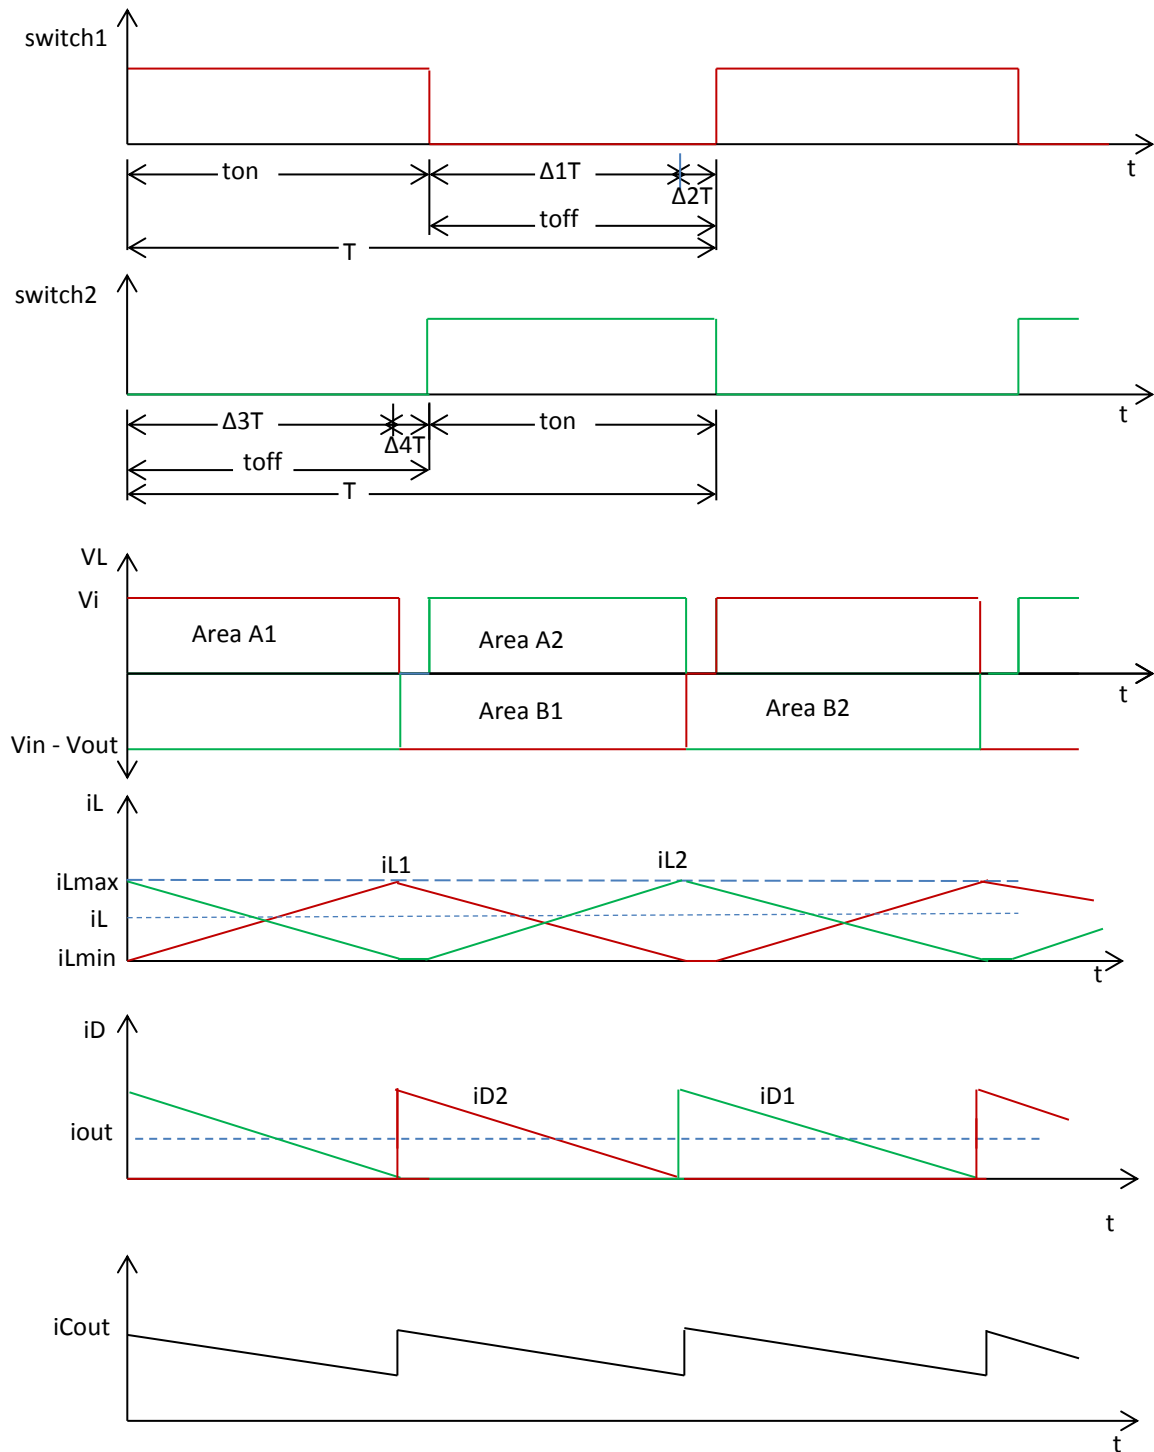 switch1
t
ton
Δ1T
Δ2T
toff
T
switch2
t
Δ3T
ton
Δ4T
toff
T
VL
Vi
Area A1
Area A2
t
Area B1
Area B2
Vin - Vout
iL
iL1
iL2
iLmax
iL
iLmin
t
iD
iD2
iD1
iout
t
iCout
t